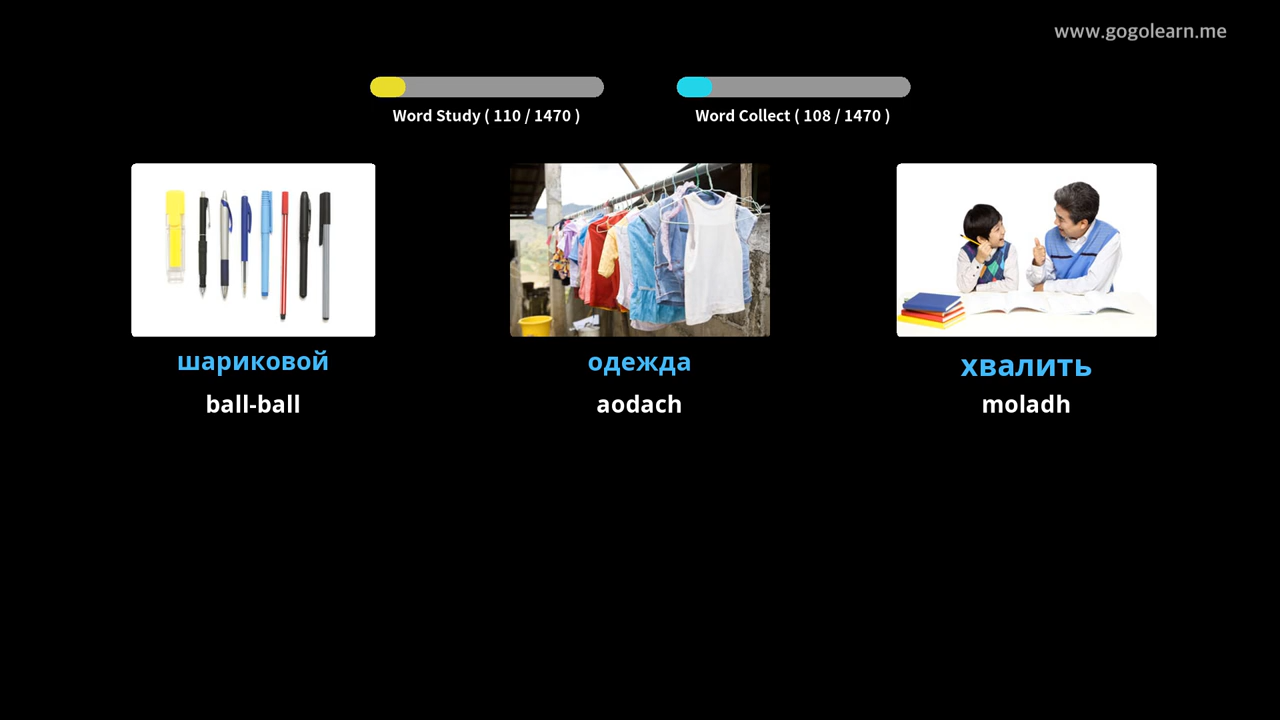 www.gogolearn.me
Word Study ( 110 / 1470 )
Word Collect ( 108 / 1470 )
шариковой
одежда
хвалить
ball-ball
aodach
moladh